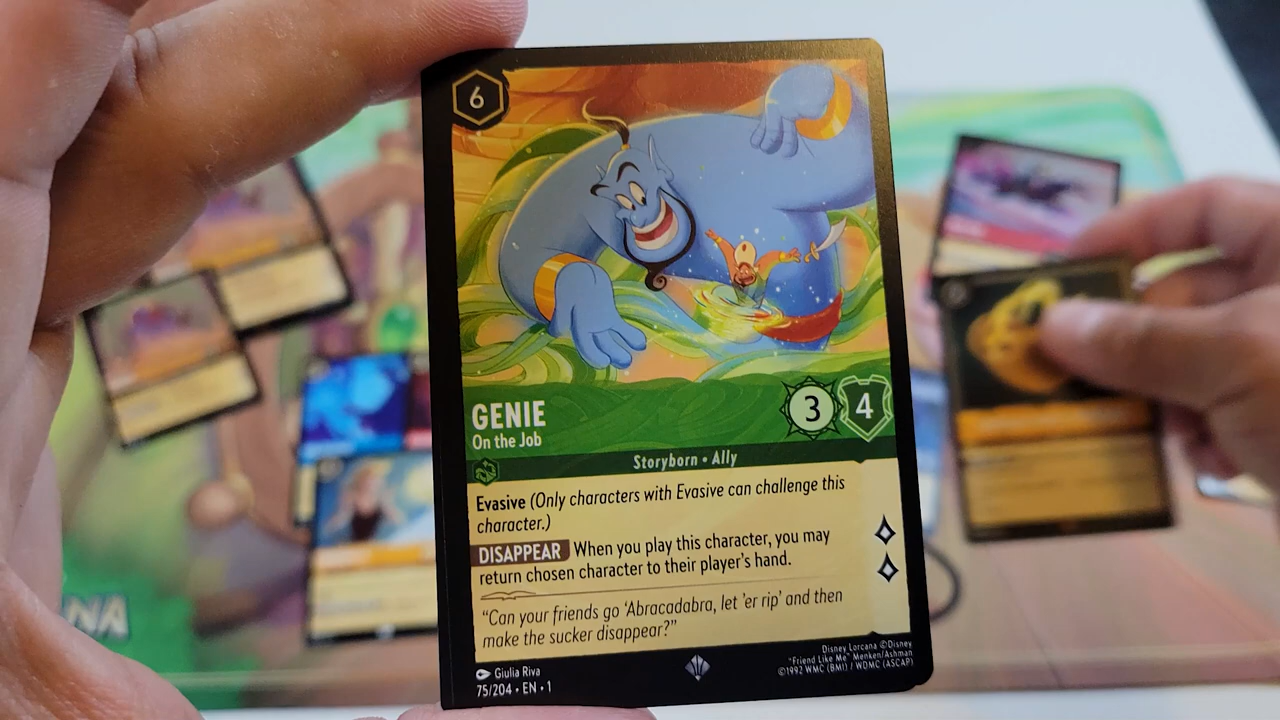 6
GENIE
On the Job
3
4
Storyborn • Ally
Evasive (Only characters with Evasive can challenge this
character.)
DISAPPEAR When you play this character, you may
return chosen character to their player's hand.
“Can your friends go ‘Abracadabra, let ’er rip’ and then
make the sucker disappear?”
Giulia Riva
75/204 • EN • 1
Disney Lorcana ©Disney
"Friend Like Me" Menken/Ashman
©1992 WMC (BMI) / WDMC (ASCAP)
NA